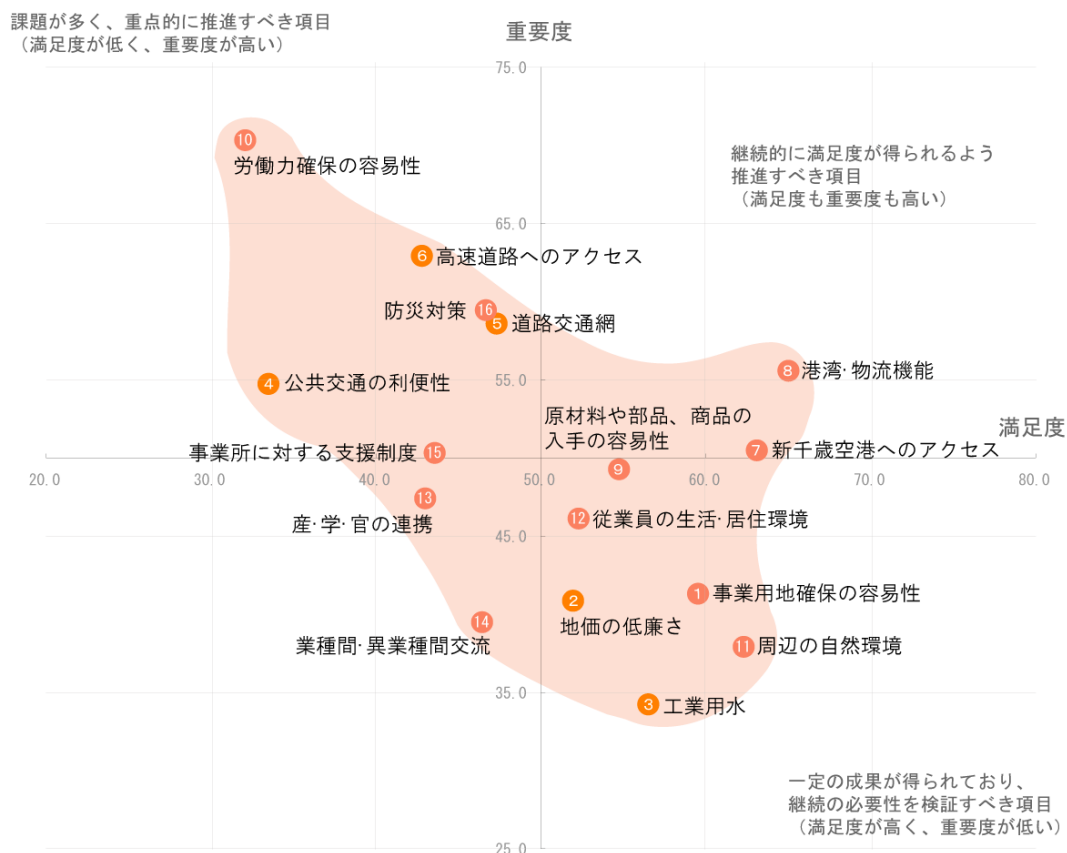 課題が多く、重点的に推進すべき項目
（満足度が低く、重要度が高い）
重要度
75.0
10
労働力確保の容易性
継続的に満足度が得られるよう
推進すべき項目
（満足度も重要度も高い）
65.0
6 高速道路へのアクセス
防災対策 16
5 道路交通網
55.0
8 港湾・物流機能
4 公共交通の利便性
原材料や部品、商品の
入手の容易性
9
満足度
事業所に対する支援制度 15
7 新千歳空港へのアクセス
20.0 30.0 40.0 50.0 60.0 70.0 80.0
13
産・学・官の連携
12 従業員の生活・居住環境
45.0
1 事業用地確保の容易性
2
地価の低廉さ
14
業種間・異業種間交流
11 周辺の自然環境
35.0
3 工業用水
一定の成果が得られており、
継続の必要性を検証すべき項目
（満足度が高く、重要度が低い）
25.0